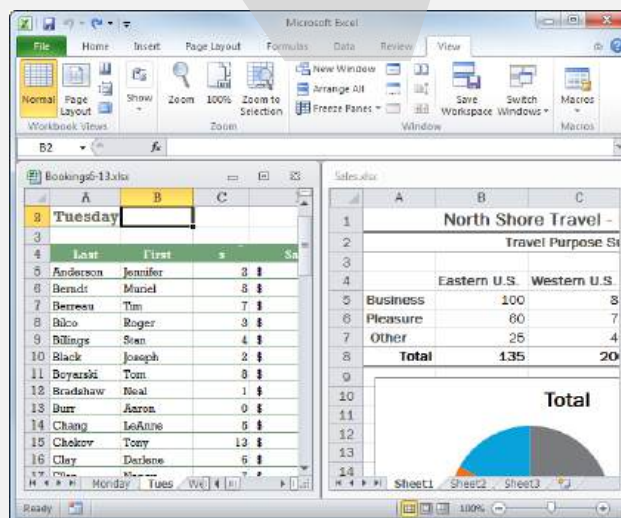 Microsoft Excel
File Home Insert Page Layout Formulas Data Review View
Normal Page Layout Show Zoom 100% Zoom to Selection New Window Arrange All Freeze Panes Save Workspace Switch Windows Macros
Workbook Views Zoom Window Macros
B2 fx
Bookings6-13.xlsx
A B C
2 Tuesday
3
4 Last First s Sa
5 Anderson Jennifer 2 $
6 Berndt Muriel 8 $
7 Berreau Tim 7 $
8 Bilco Roger 3 $
9 Billings Stan 4 $
10 Black Joseph 2 $
11 Boyarski Tom 8 $
12 Bradshaw Neal 1 $
13 Burr Aaron 0 $
14 Chang LeAnne 5 $
15 Chekov Tony 13 $
16 Clay Darlene 6 $
Monday Tues
Sales.xlsx
A B C
1 North Shore Travel -
2 Travel Purpose Su
3
4 Eastern U.S. Western U.S.
5 Business 100 8
6 Pleasure 60 7
7 Other 25 4
8 Total 135 20
9
10 Total
11
12
13
14
Sheet1 Sheet2 Sheet3
Ready 100%